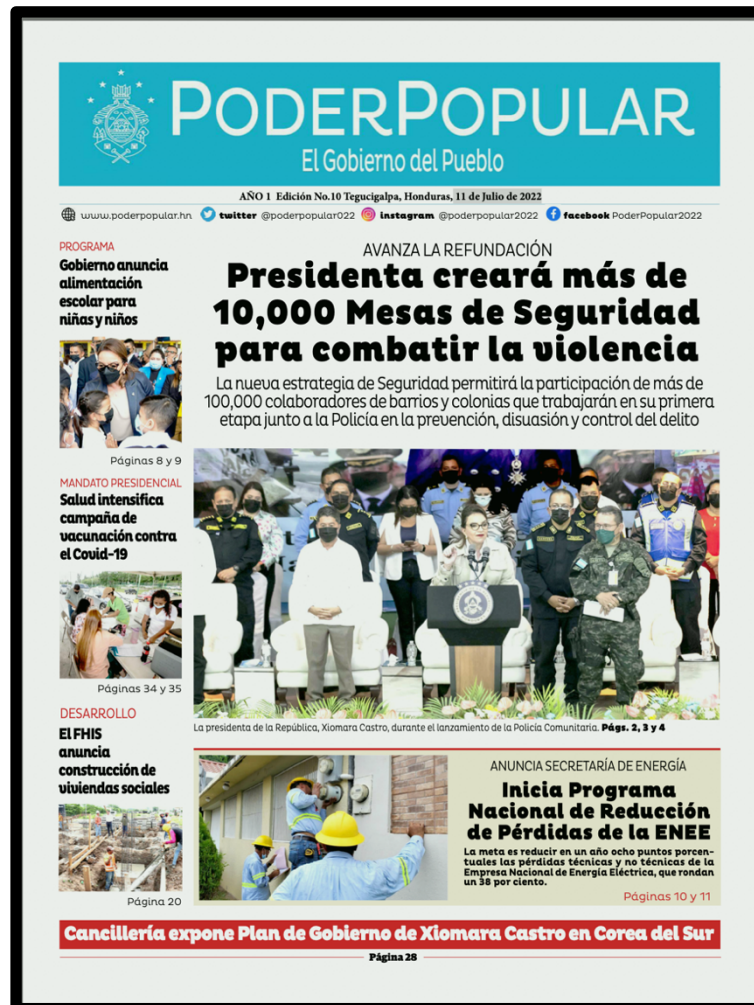 PODERPOPULAR
El Gobierno del Pueblo
AÑO 1 Edición No.10 Tegucigalpa, Honduras, 11 de Julio de 2022
www.poderpopular.hn twitter @poderpopular022 instagram @poderpopular2022 facebook PoderPopular2022
PROGRAMA
Gobierno anuncia
alimentación
escolar para
niñas y niños
Páginas 8 y 9
MANDATO PRESIDENCIAL
Salud intensifica
campaña de
vacunación contra
el Covid-19
Páginas 34 y 35
DESARROLLO
El FHIS
anuncia
construcción de
viviendas sociales
Página 20
AVANZA LA REFUNDACIÓN
Presidenta creará más de
10,000 Mesas de Seguridad
para combatir la violencia
La nueva estrategia de Seguridad permitirá la participación de más de
100,000 colaboradores de barrios y colonias que trabajarán en su primera
etapa junto a la Policía en la prevención, disuasión y control del delito
La presidenta de la República, Xiomara Castro, durante el lanzamiento de la Policía Comunitaria. Págs. 2, 3 y 4
ANUNCIA SECRETARÍA DE ENERGÍA
Inicia Programa
Nacional de Reducción
de Pérdidas de la ENEE
La meta es reducir en un año ocho puntos porcen-
tuales las pérdidas técnicas y no técnicas de la
Empresa Nacional de Energía Eléctrica, que rondan
un 38 por ciento.
Páginas 10 y 11
Cancillería expone Plan de Gobierno de Xiomara Castro en Corea del Sur
Página 28